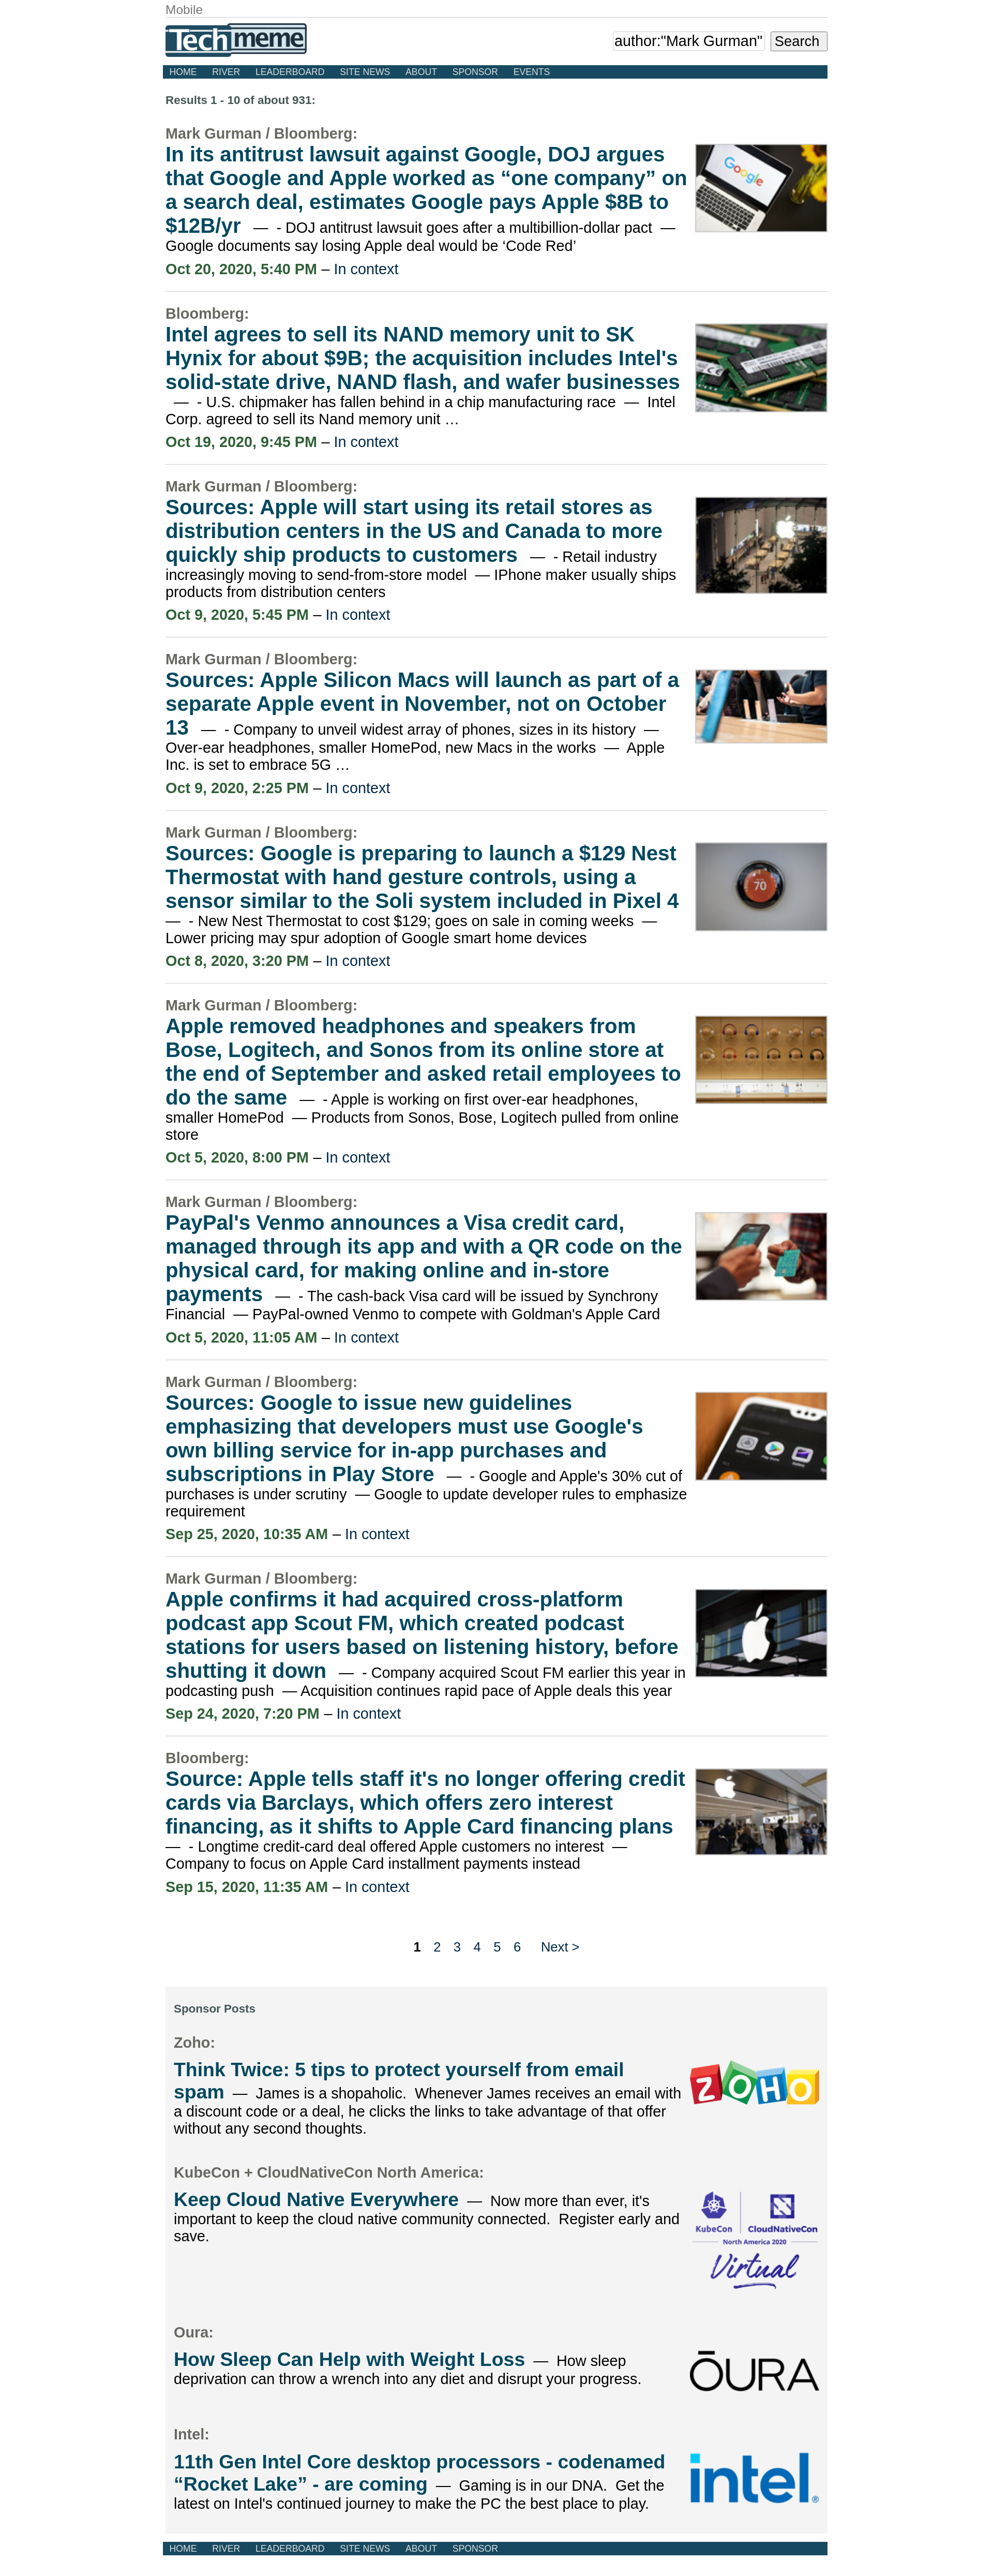 Mobile
Techmeme
author:"Mark Gurman" Search
HOME RIVER LEADERBOARD SITE NEWS ABOUT SPONSOR EVENTS
Results 1 - 10 of about 931:
Mark Gurman / Bloomberg:
In its antitrust lawsuit against Google, DOJ argues
that Google and Apple worked as “one company” on
a search deal, estimates Google pays Apple $8B to
$12B/yr — - DOJ antitrust lawsuit goes after a multibillion-dollar pact —
Google documents say losing Apple deal would be ‘Code Red’
Oct 20, 2020, 5:40 PM – In context
Google
Bloomberg:
Intel agrees to sell its NAND memory unit to SK
Hynix for about $9B; the acquisition includes Intel's
solid-state drive, NAND flash, and wafer businesses
— - U.S. chipmaker has fallen behind in a chip manufacturing race — Intel
Corp. agreed to sell its Nand memory unit …
Oct 19, 2020, 9:45 PM – In context
Mark Gurman / Bloomberg:
Sources: Apple will start using its retail stores as
distribution centers in the US and Canada to more
quickly ship products to customers — - Retail industry
increasingly moving to send-from-store model — IPhone maker usually ships
products from distribution centers
Oct 9, 2020, 5:45 PM – In context
Mark Gurman / Bloomberg:
Sources: Apple Silicon Macs will launch as part of a
separate Apple event in November, not on October
13 — - Company to unveil widest array of phones, sizes in its history —
Over-ear headphones, smaller HomePod, new Macs in the works — Apple
Inc. is set to embrace 5G …
Oct 9, 2020, 2:25 PM – In context
Mark Gurman / Bloomberg:
Sources: Google is preparing to launch a $129 Nest
Thermostat with hand gesture controls, using a
sensor similar to the Soli system included in Pixel 4
— - New Nest Thermostat to cost $129; goes on sale in coming weeks —
Lower pricing may spur adoption of Google smart home devices
Oct 8, 2020, 3:20 PM – In context
70
Mark Gurman / Bloomberg:
Apple removed headphones and speakers from
Bose, Logitech, and Sonos from its online store at
the end of September and asked retail employees to
do the same — - Apple is working on first over-ear headphones,
smaller HomePod — Products from Sonos, Bose, Logitech pulled from online
store
Oct 5, 2020, 8:00 PM – In context
Mark Gurman / Bloomberg:
PayPal's Venmo announces a Visa credit card,
managed through its app and with a QR code on the
physical card, for making online and in-store
payments — - The cash-back Visa card will be issued by Synchrony
Financial — PayPal-owned Venmo to compete with Goldman's Apple Card
Oct 5, 2020, 11:05 AM – In context
Mark Gurman / Bloomberg:
Sources: Google to issue new guidelines
emphasizing that developers must use Google's
own billing service for in-app purchases and
subscriptions in Play Store — - Google and Apple's 30% cut of
purchases is under scrutiny — Google to update developer rules to emphasize
requirement
Sep 25, 2020, 10:35 AM – In context
Mark Gurman / Bloomberg:
Apple confirms it had acquired cross-platform
podcast app Scout FM, which created podcast
stations for users based on listening history, before
shutting it down — - Company acquired Scout FM earlier this year in
podcasting push — Acquisition continues rapid pace of Apple deals this year
Sep 24, 2020, 7:20 PM – In context
Bloomberg:
Source: Apple tells staff it's no longer offering credit
cards via Barclays, which offers zero interest
financing, as it shifts to Apple Card financing plans
— - Longtime credit-card deal offered Apple customers no interest —
Company to focus on Apple Card installment payments instead
Sep 15, 2020, 11:35 AM – In context
1 2 3 4 5 6 Next >
Sponsor Posts
Zoho:
Think Twice: 5 tips to protect yourself from email
spam — James is a shopaholic. Whenever James receives an email with
a discount code or a deal, he clicks the links to take advantage of that offer
without any second thoughts.
ZOHO
KubeCon + CloudNativeCon North America:
Keep Cloud Native Everywhere — Now more than ever, it's
important to keep the cloud native community connected. Register early and
save.
KubeCon CloudNativeCon
North America 2020
Virtual
Oura:
How Sleep Can Help with Weight Loss — How sleep
deprivation can throw a wrench into any diet and disrupt your progress.
ŌURA
Intel:
11th Gen Intel Core desktop processors - codenamed
“Rocket Lake” - are coming — Gaming is in our DNA. Get the
latest on Intel's continued journey to make the PC the best place to play.
intel®
HOME RIVER LEADERBOARD SITE NEWS ABOUT SPONSOR